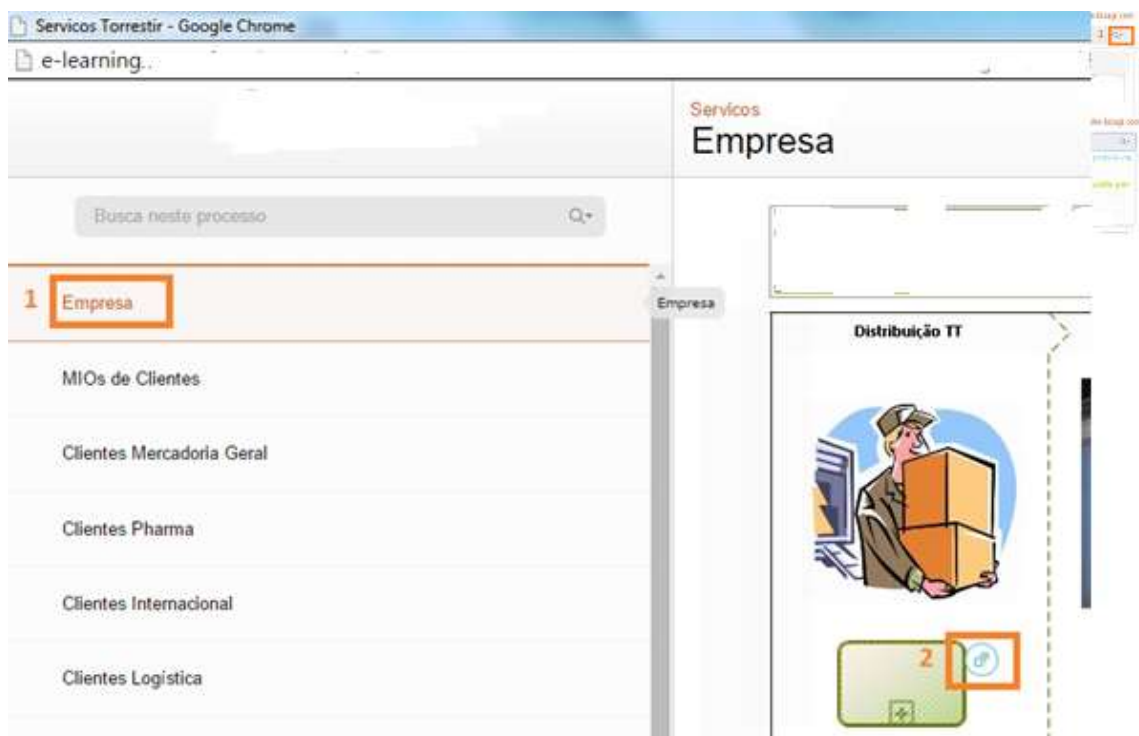 Servicos Torrestir - Google Chrome
e-learning..
Servicos
Empresa
Busca neste processo
1 Empresa
Empresa
MIOs de Clientes
Clientes Mercadoria Geral
Clientes Pharma
Clientes Internacional
Clientes Logística
Distribuição TT
2
1